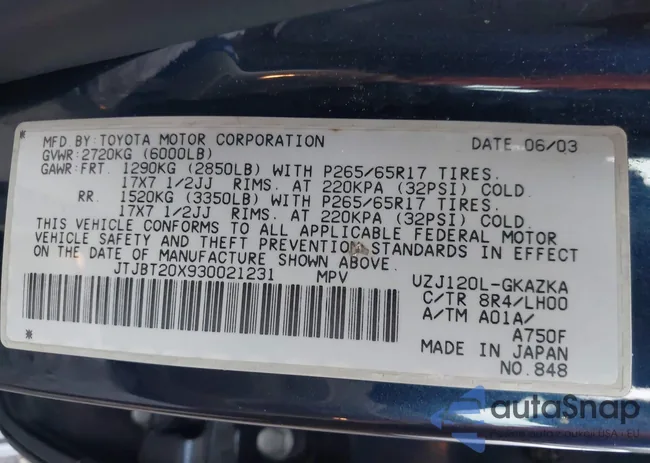 MFD.BY:TOYOTA MOTOR CORPORATION DATE 06/03
GVWR:2720KG (6000LB)
GAWR:FRT. 1290KG (2850LB) WITH P265/65R17 TIRES.
17X7 1/2JJ RIMS. AT 220KPA (32PSI) COLD.
RR. 1520KG (3350LB) WITH P265/65R17 TIRES.
17X7 1/2JJ RIMS. AT 220KPA (32PSI) COLD.
THIS VEHICLE CONFORMS TO ALL APPLICABLE FEDERAL MOTOR
VEHICLE SAFETY AND THEFT PREVENTION STANDARDS IN EFFECT
ON THE DATE OF MANUFACTURE SHOWN ABOVE.
JTJBT20X930021231 MPV UZJ120L-GKAZKA
C/TR 8R4/LH00
A/TM A01A/
A750F
MADE IN JAPAN
NO.848
autoSnap